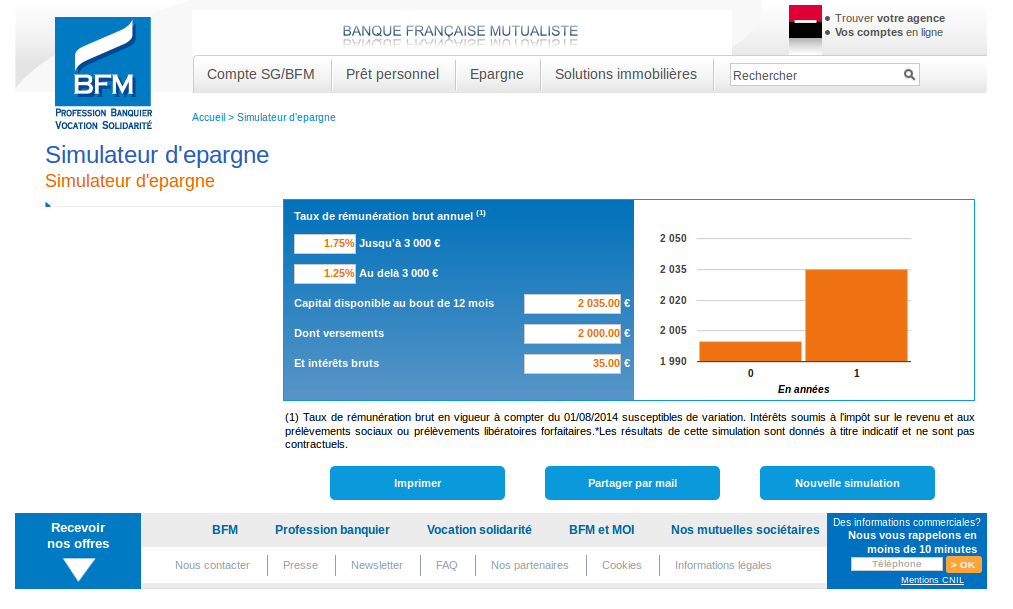 BFM
PROFESSION BANQUIER
VOCATION SOLIDARITÉ
BANQUE FRANÇAISE MUTUALISTE
Trouver votre agence
Vos comptes en ligne
Compte SG/BFM
Prêt personnel
Epargne
Solutions immobilières
Rechercher
Accueil > Simulateur d'epargne
Simulateur d'epargne
Simulateur d'epargne
Taux de rémunération brut annuel (1)
1.75% Jusqu'à 3 000 €
1.25% Au delà 3 000 €
Capital disponible au bout de 12 mois 2 035.00 €
Dont versements 2 000.00 €
Et intérêts bruts 35.00 €
2 050
2 035
2 020
2 005
1 990
0 1
En années
(1) Taux de rémunération brut en vigueur à compter du 01/08/2014 susceptibles de variation. Intérêts soumis à l'impôt sur le revenu et aux
prélèvements sociaux ou prélèvements libératoires forfaitaires.*Les résultats de cette simulation sont donnés à titre indicatif et ne sont pas
contractuels.
Imprimer
Partager par mail
Nouvelle simulation
Recevoir
nos offres
BFM
Profession banquier
Vocation solidarité
BFM et MOI
Nos mutuelles sociétaires
Nous contacter
Presse
Newsletter
FAQ
Nos partenaires
Cookies
Informations légales
Des informations commerciales?
Nous vous rappelons en
moins de 10 minutes
Téléphone > OK
Mentions CNIL